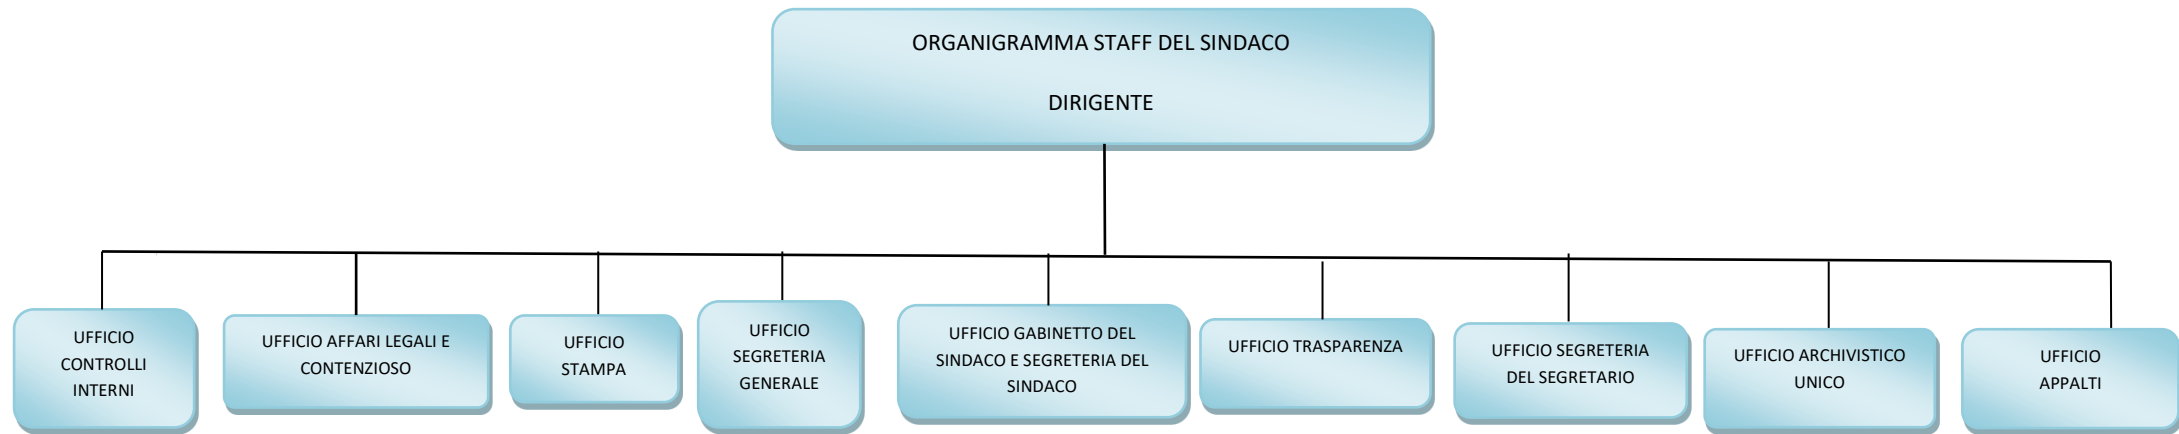 ORGANIGRAMMA STAFF DEL SINDACO
DIRIGENTE
UFFICIO
CONTROLLI
INTERNI
UFFICIO AFFARI LEGALI E
CONTENZIOSO
UFFICIO
STAMPA
UFFICIO
SEGRETERIA
GENERALE
UFFICIO GABINETTO DEL
SINDACO E SEGRETERIA DEL
SINDACO
UFFICIO TRASPARENZA
UFFICIO SEGRETERIA
DEL SEGRETARIO
UFFICIO ARCHIVISTICO
UNICO
UFFICIO
APPALTI